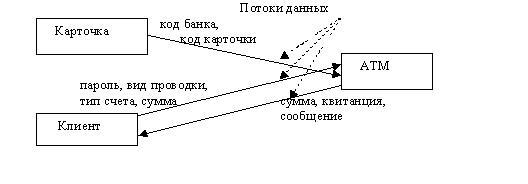 Потоки данных
код банка,
код карточки
Карточка
АТМ
пароль, вид проводки,
тип счета, сумма
сумма, квитанция,
сообщение
Клиент